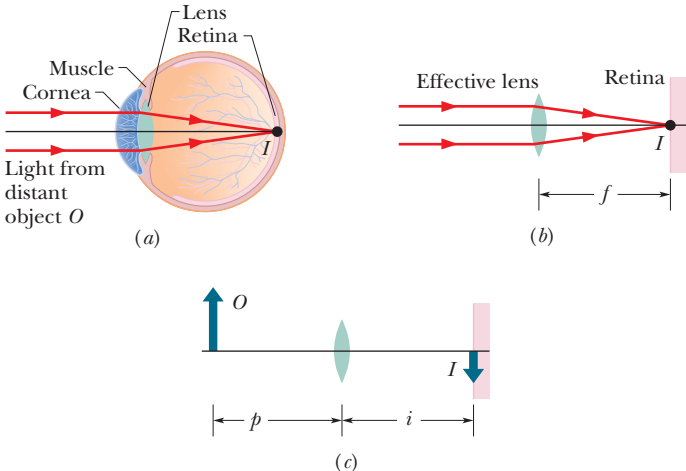 Lens
Retina
Muscle
Cornea
I
Light from
distant
object O
(a)
Effective lens
Retina
I
f
(b)
O
I
p
i
(c)